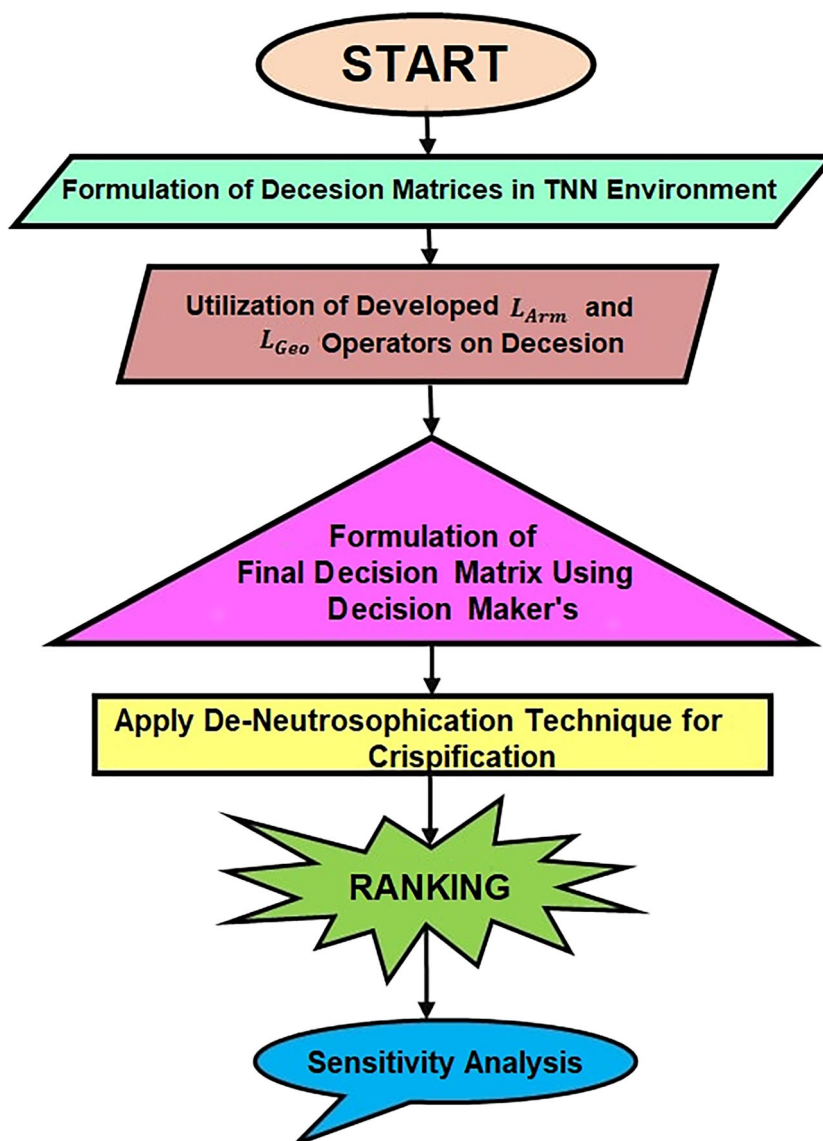 START
Formulation of Decesion Matrices in TNN Environment
Utilization of Developed L_Arm and
L_Geo Operators on Decesion
Formulation of
Final Decision Matrix Using
Decision Maker's
Apply De-Neutrosophication Technique for
Crispification
RANKING
Sensitivity Analysis